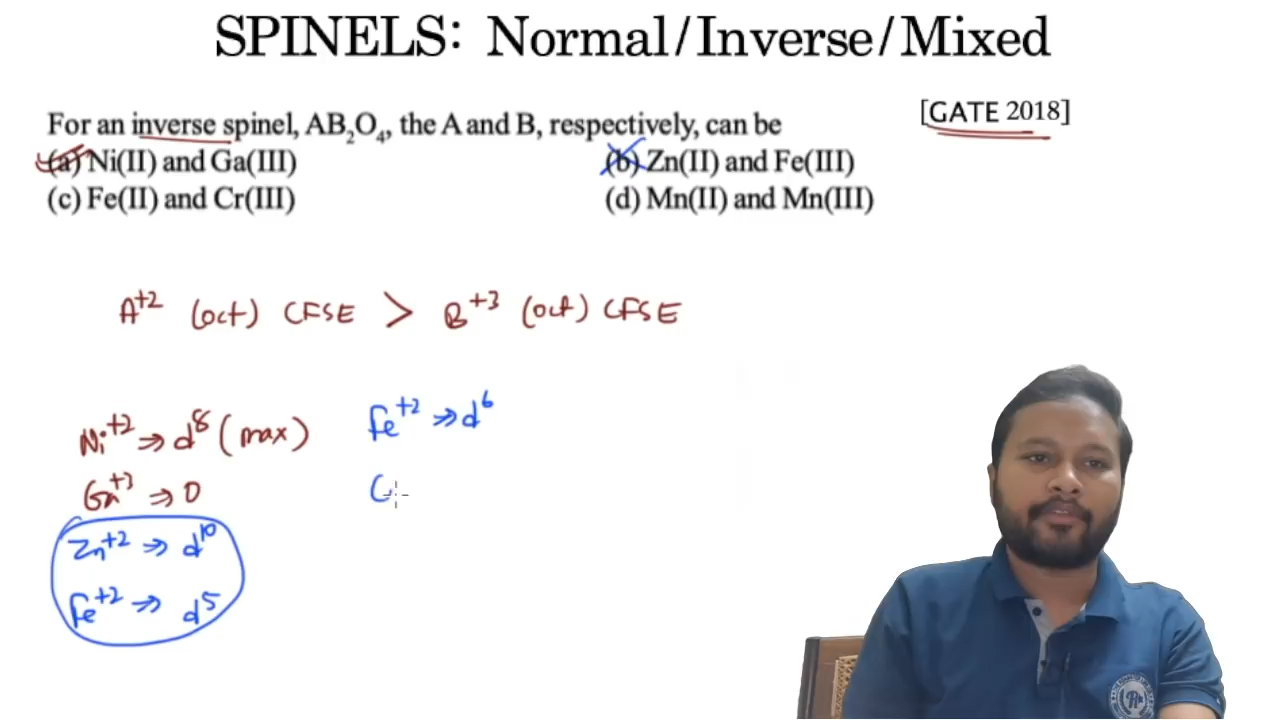 SPINELS: Normal/Inverse/Mixed
For an inverse spinel, AB₂O₄, the A and B, respectively, can be
[GATE 2018]
(a) Ni(II) and Ga(III)
(b) Zn(II) and Fe(III)
(c) Fe(II) and Cr(III)
(d) Mn(II) and Mn(III)
A⁺² (oct) CFSE > B⁺³ (oct) CFSE
Ni⁺² ⇒ d⁸ (max)
Ga⁺³ ⇒ 0
Zn⁺² ⇒ d¹⁰
Fe⁺² ⇒ d⁵
Fe⁺² ⇒ d⁶
C